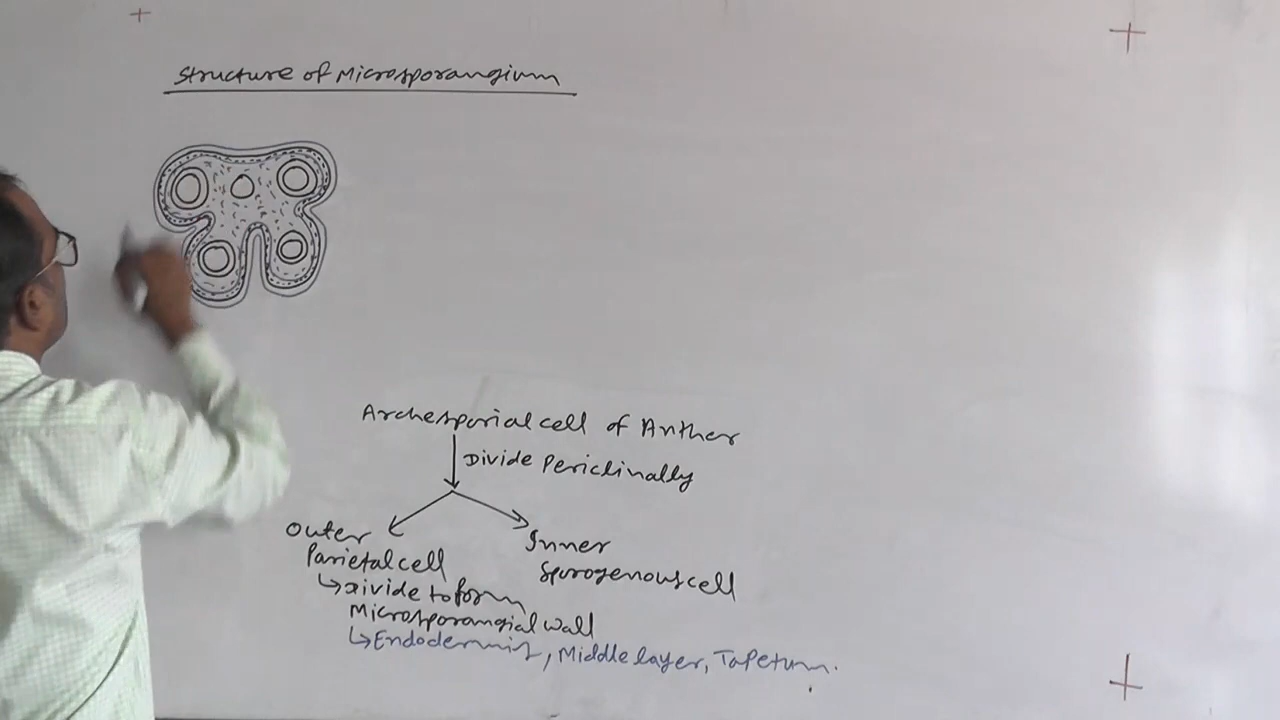 Structure of Microsporangium
Archesporial cell of Anther
Divide Periclinally
Outer
Parietal cell
↳ Divide to form
Microsporangial wall
↳ Endodermis, Middle layer, Tapetum.
Inner
Sporogenous cell